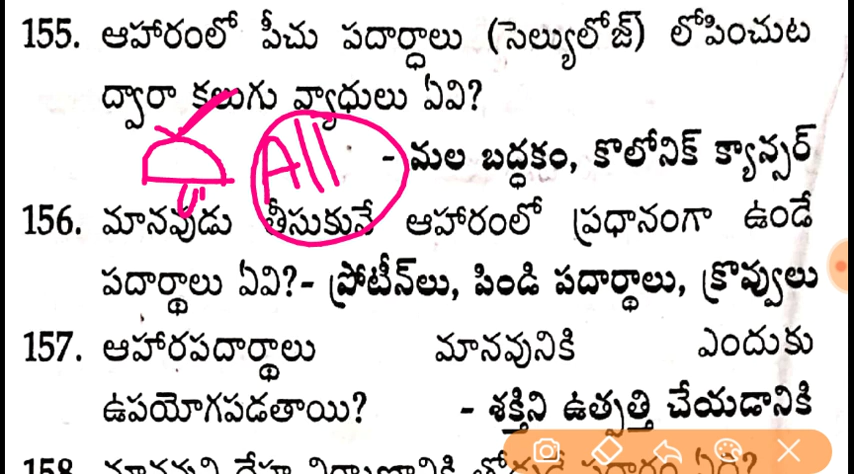 155. ఆహారంలో పీచు పదార్ధాలు (సెల్యులోజ్) లోపించుట
ద్వారా కలుగు వ్యాధులు ఏవి?
All
- మల బద్ధకం, కొలోనిక్ క్యాన్సర్
156. మానవుడు తీసుకునే ఆహారంలో ప్రధానంగా ఉండే
పదార్థాలు ఏవి?- ప్రోటీన్‌లు, పిండి పదార్థాలు, క్రొవ్వులు
157. ఆహారపదార్థాలు మానవునికి ఎందుకు
ఉపయోగపడతాయి? - శక్తిని ఉత్పత్తి చేయడానికి
158